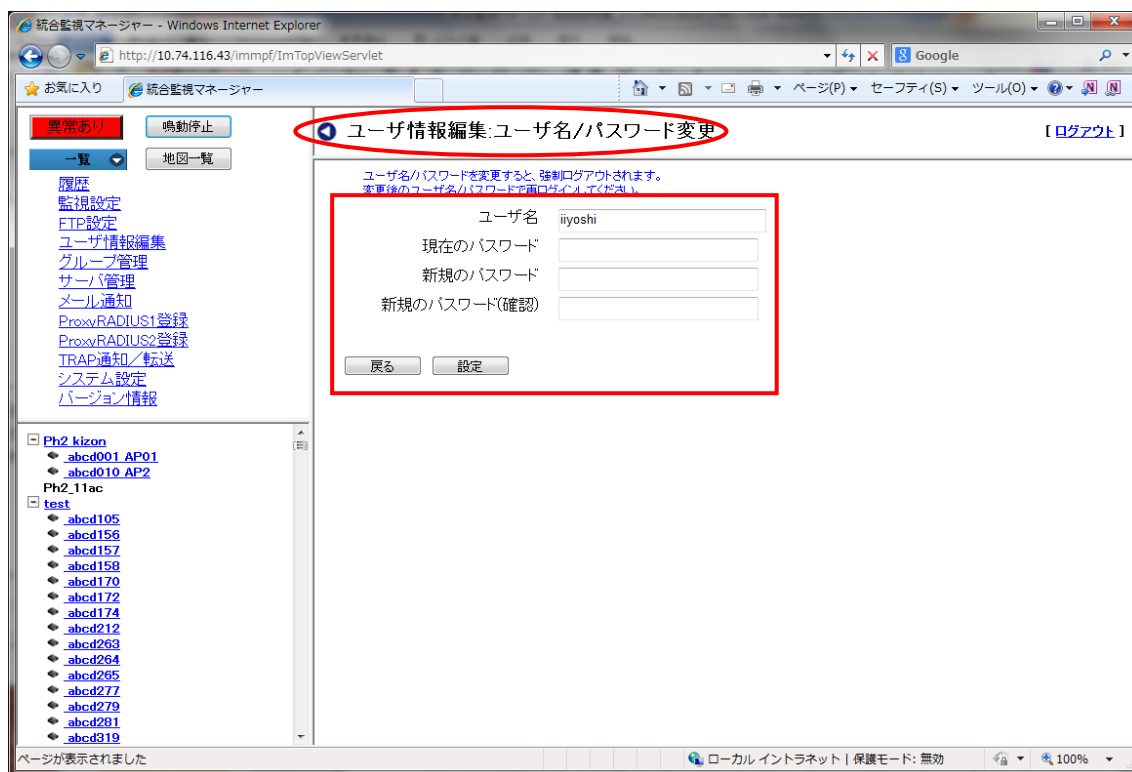 統合監視マネージャー - Windows Internet Explorer
http://10.74.116.43/immpf/ImTopViewServlet
Google
お気に入り
統合監視マネージャー
ページ(P)
セーフティ(S)
ツール(O)
異常あり
鳴動停止
一覧
地図一覧
履歴
監視設定
FTP設定
ユーザ情報編集
グループ管理
サーバ管理
メール通知
ProxyRADIUS1登録
ProxyRADIUS2登録
TRAP通知/転送
システム設定
バージョン情報
Ph2 kizon
abcd001 AP01
abcd010 AP2
Ph2_11ac
test
abcd105
abcd156
abcd157
abcd158
abcd170
abcd172
abcd174
abcd212
abcd263
abcd264
abcd265
abcd277
abcd279
abcd281
abcd319
ユーザ情報編集:ユーザ名/パスワード変更
[ ログアウト ]
ユーザ名/パスワードを変更すると、強制ログアウトされます。
変更後のユーザ名/パスワードで再ログインしてください。
ユーザ名 iiyoshi
現在のパスワード
新規のパスワード
新規のパスワード(確認)
戻る
設定
ページが表示されました
ローカル イントラネット | 保護モード: 無効
100%